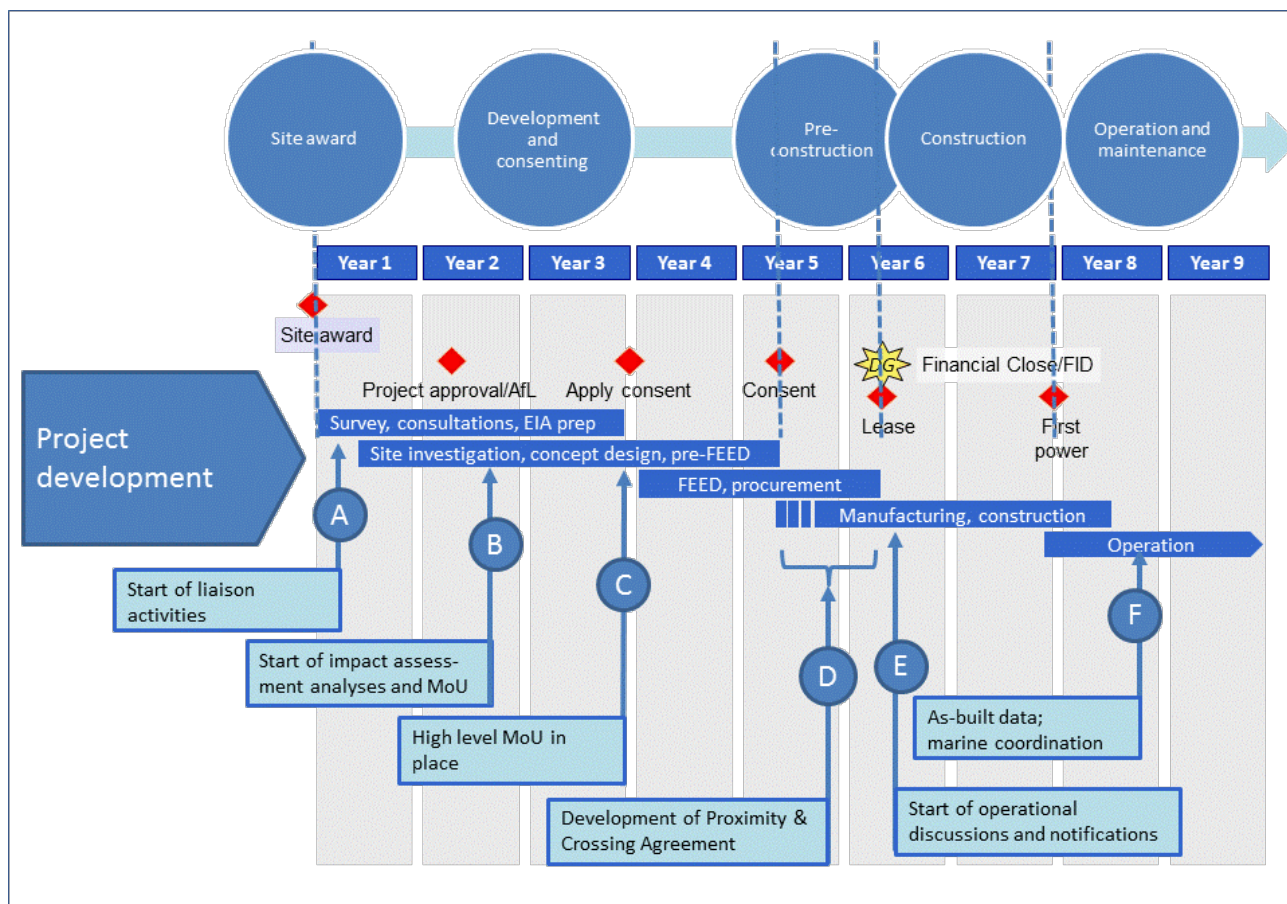 Site award
Development
and
consenting
Pre-
construction
Construction
Operation and
maintenance
Year 1
Year 2
Year 3
Year 4
Year 5
Year 6
Year 7
Year 8
Year 9
Site award
Project approval/AfL
Apply consent
Consent
DG
Financial Close/FID
Lease
First
power
Project
development
Survey, consultations, EIA prep
Site investigation, concept design, pre-FEED
FEED, procurement
Manufacturing, construction
Operation
A
B
C
D
E
F
Start of liaison
activities
Start of impact assess-
ment analyses and MoU
High level MoU in
place
Development of Proximity &
Crossing Agreement
As-built data;
marine coordination
Start of operational
discussions and notifications